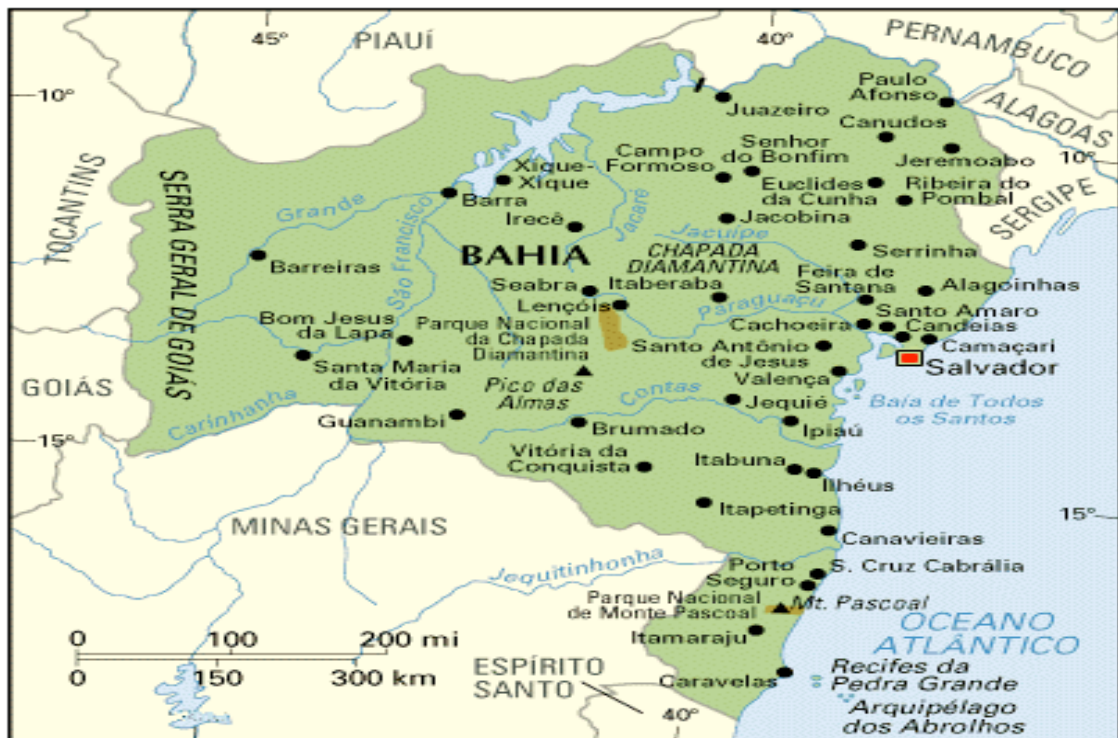 45°
PIAUÍ
40°
PERNAMBUCO
10°
Paulo
Afonso
ALAGOAS
Juazeiro
Canudos
TOCANTINS
SERRA GERAL DE GOIÁS
Campo
Formoso
Senhor
do Bonfim
Jeremoabo
10°
Xique-
Xique
Euclides
da Cunha
Ribeira do
Pombal
SERGIPE
Grande
Barra
São Francisco
Irecê
Jacaré
Jacobina
Jacuípe
BAHIA
CHAPADA
DIAMANTINA
Serrinha
Barreiras
Seabra
Itaberaba
Feira de
Santana
Alagoinhas
Lençóis
Paraguaçu
Santo Amaro
Bom Jesus
da Lapa
Parque Nacional
da Chapada
Diamantina
Cachoeira
Candeias
Santo Antônio
de Jesus
Camaçari
Salvador
Santa Maria
da Vitória
GOIÁS
Pico das
Almas
Valença
Contas
Jequié
Baía de Todos
os Santos
Carinhanha
Guanambi
Brumado
Ipiaú
15°
Vitória da
Conquista
Itabuna
Ilhéus
Itapetinga
15°
MINAS GERAIS
Canavieiras
Jequitinhonha
Porto
Seguro
S. Cruz Cabrália
Parque Nacional
de Monte Pascoal
Mt. Pascoal
OCEANO
ATLÂNTICO
Itamaraju
0 100 200 mi
0 150 300 km
ESPÍRITO
SANTO
Caravelas
Recifes da
Pedra Grande
40°
Arquipélago
dos Abrolhos